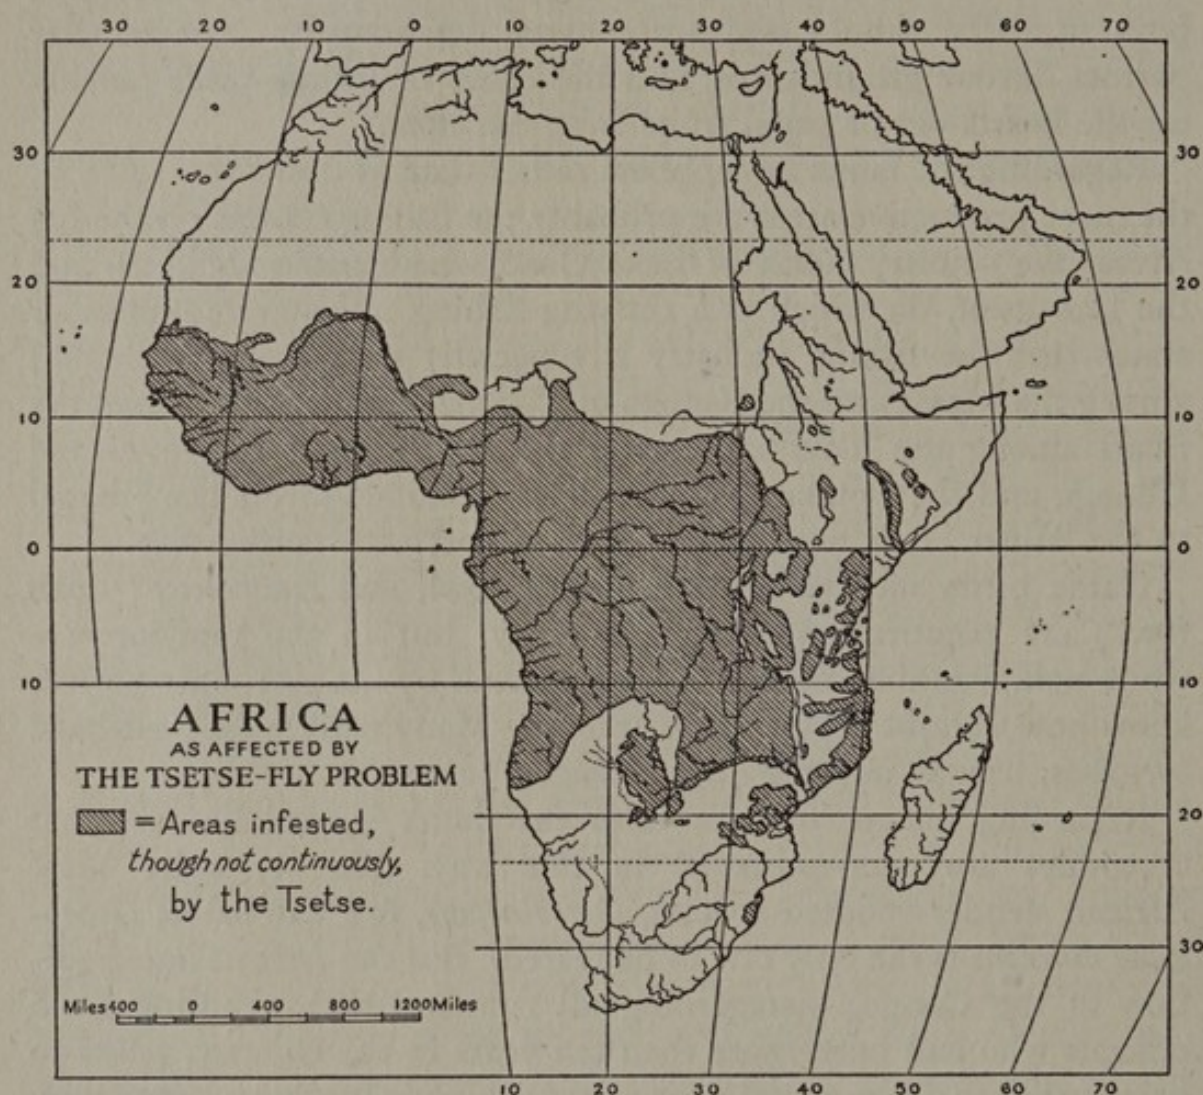 30 20 10 0 10 20 30 40 50 60 70
30 30
20 20
10 10
0 0
10 10
AFRICA
AS AFFECTED BY
THE TSETSE-FLY PROBLEM
= Areas infested,
though not continuously,
by the Tsetse.
20 20
30 30
Miles 400 0 400 800 1200 Miles
10 20 30 40 50 60 70